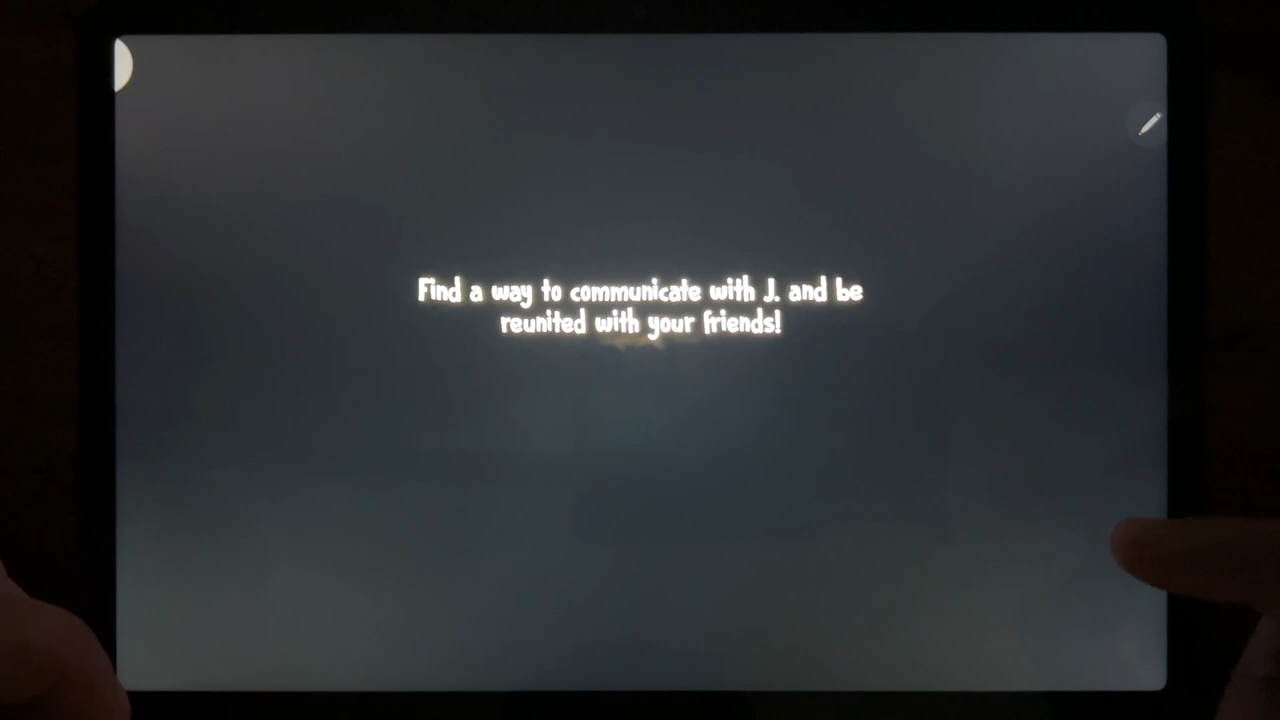 Find a way to communicate with J. and be
reunited with your friends!